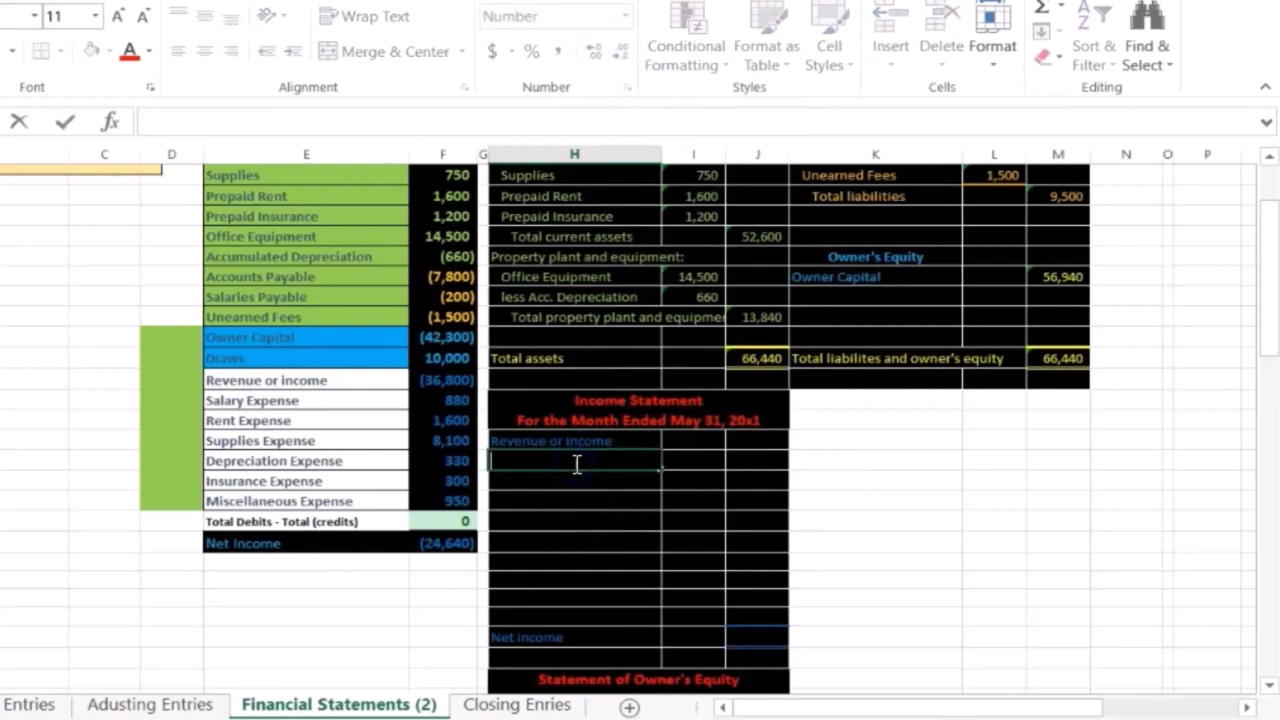 11 A A Wrap Text Number
Merge & Center $ % , Conditional Formatting Format as Table Cell Styles Insert Delete Format Sort & Filter Find & Select
Font Alignment Number Styles Cells Editing
fx
C D E F G H I J K L M N O P
Supplies 750 Supplies 750 Unearned Fees 1,500
Prepaid Rent 1,600 Prepaid Rent 1,600 Total liabilities 9,500
Prepaid Insurance 1,200 Prepaid Insurance 1,200
Office Equipment 14,500 Total current assets 52,600
Accumulated Depreciation (660) Property plant and equipment: Owner's Equity
Accounts Payable (7,800) Office Equipment 14,500 Owner Capital 56,940
Salaries Payable (200) less Acc. Depreciation 660
Unearned Fees (1,500) Total property plant and equipmer 13,840
Owner Capital (42,300)
Draws 10,000 Total assets 66,440 Total liabilites and owner's equity 66,440
Revenue or income (36,800)
Salary Expense 880 Income Statement
Rent Expense 1,600 For the Month Ended May 31, 20x1
Supplies Expense 8,100 Revenue or income
Depreciation Expense 330
Insurance Expense 300
Miscellaneous Expense 950
Total Debits - Total (credits) 0
Net Income (24,640)
Net income
Statement of Owner's Equity
Entries Adusting Entries Financial Statements (2) Closing Enries